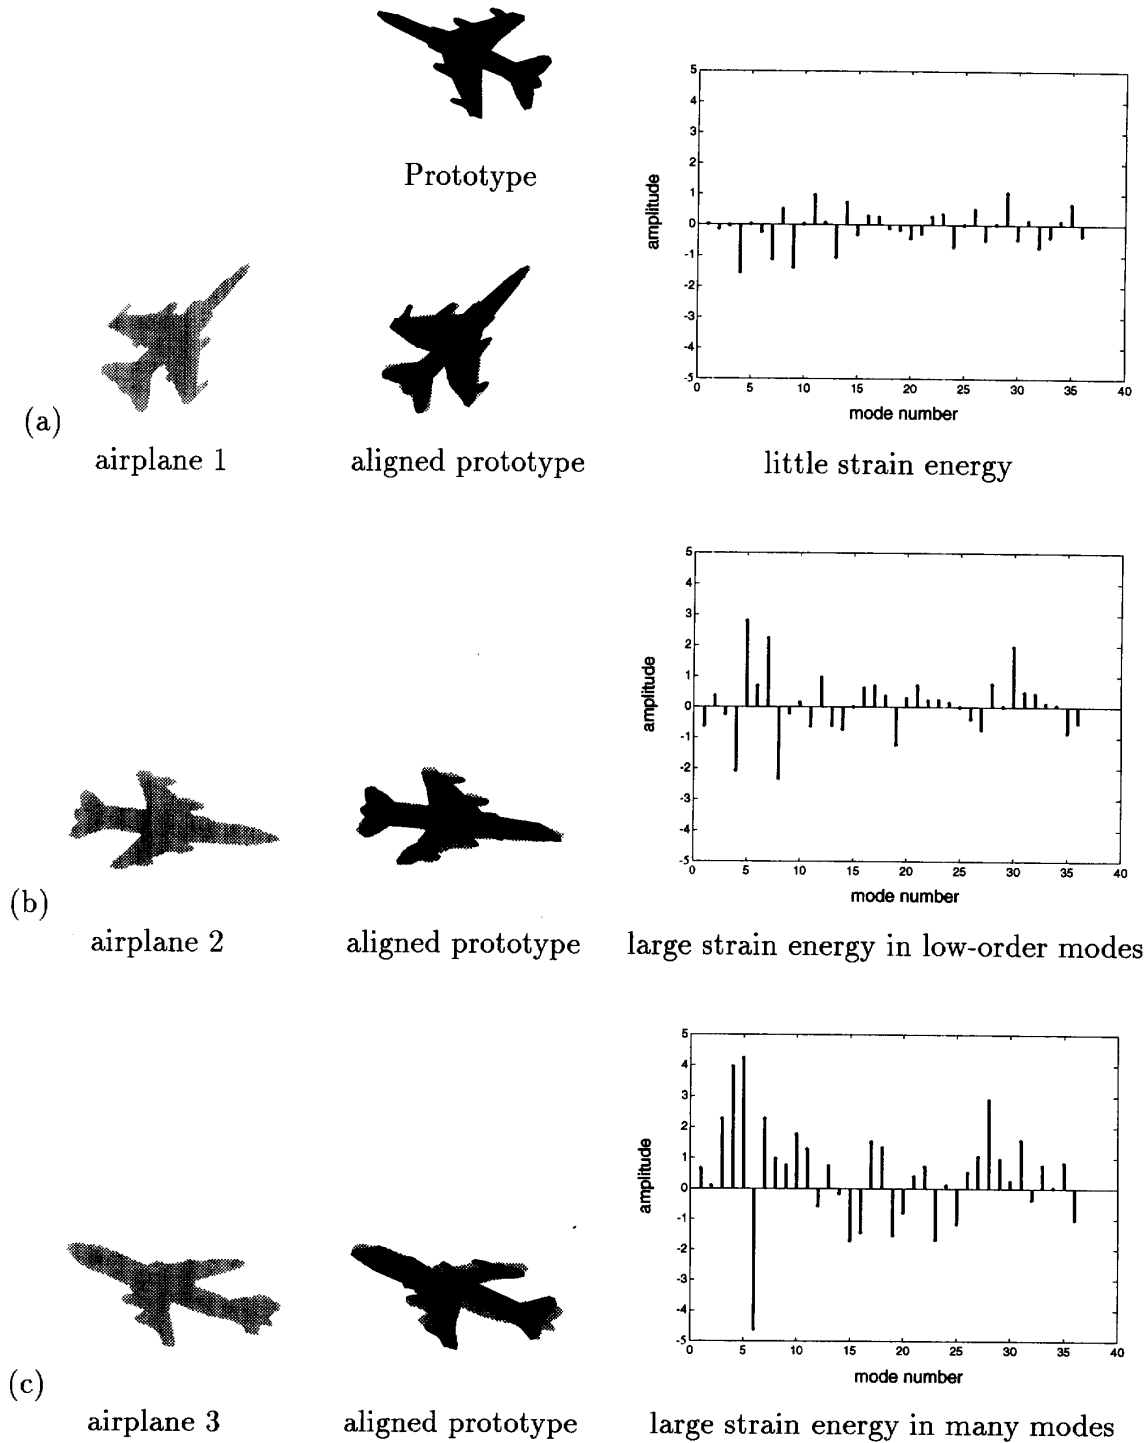 Prototype
5
4
3
2
1
0
-1
-2
-3
-4
-5
amplitude
0 5 10 15 20 25 30 35 40
mode number
(a)
airplane 1 aligned prototype little strain energy
5
4
3
2
1
0
-1
-2
-3
-4
-5
amplitude
0 5 10 15 20 25 30 35 40
mode number
(b)
airplane 2 aligned prototype large strain energy in low-order modes
5
4
3
2
1
0
-1
-2
-3
-4
-5
amplitude
0 5 10 15 20 25 30 35 40
mode number
(c)
airplane 3 aligned prototype large strain energy in many modes